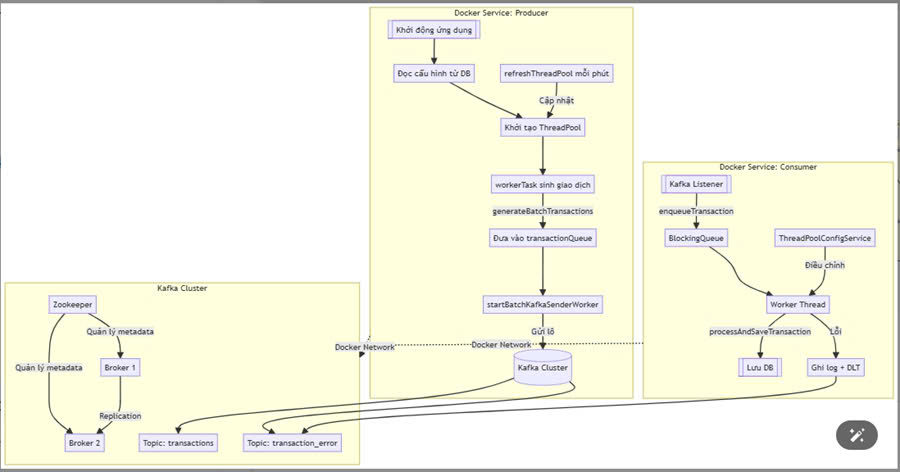 Docker Service: Producer
Khởi động ứng dụng
Đọc cấu hình từ DB
refreshThreadPool mỗi phút
Cập nhật
Khởi tạo ThreadPool
workerTask sinh giao dịch
generateBatchTransactions
Đưa vào transactionQueue
startBatchKafkaSenderWorker
Gửi lô
Docker Network
Kafka Cluster
Docker Service: Consumer
Kafka Listener
enqueueTransaction
BlockingQueue
ThreadPoolConfigService
Điều chỉnh
Worker Thread
processAndSaveTransaction
Lỗi
Lưu DB
Ghi log + DLT
Kafka Cluster
Zookeeper
Quản lý metadata
Quản lý metadata
Broker 1
Replication
Broker 2
Topic: transactions
Topic: transaction_error
Docker Network